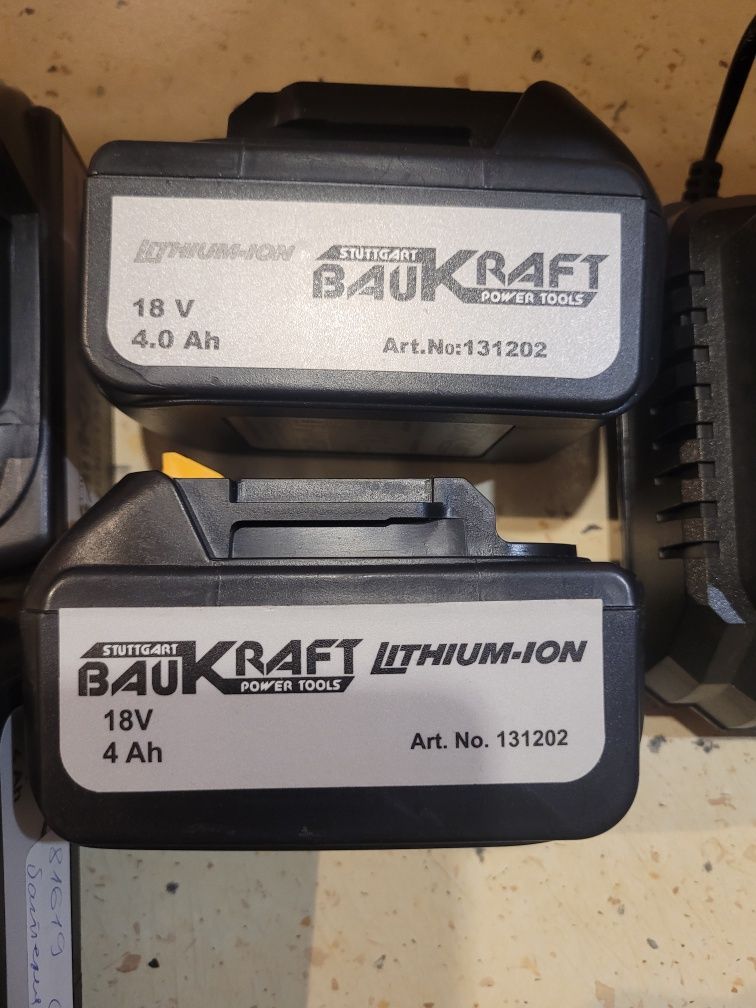 LITHIUM-ION
STUTTGART
BAUKRAFT
POWER TOOLS
18 V
4.0 Ah
Art.No:131202
STUTTGART
BAUKRAFT
POWER TOOLS
LITHIUM-ION
18V
4 Ah
Art. No. 131202
81619